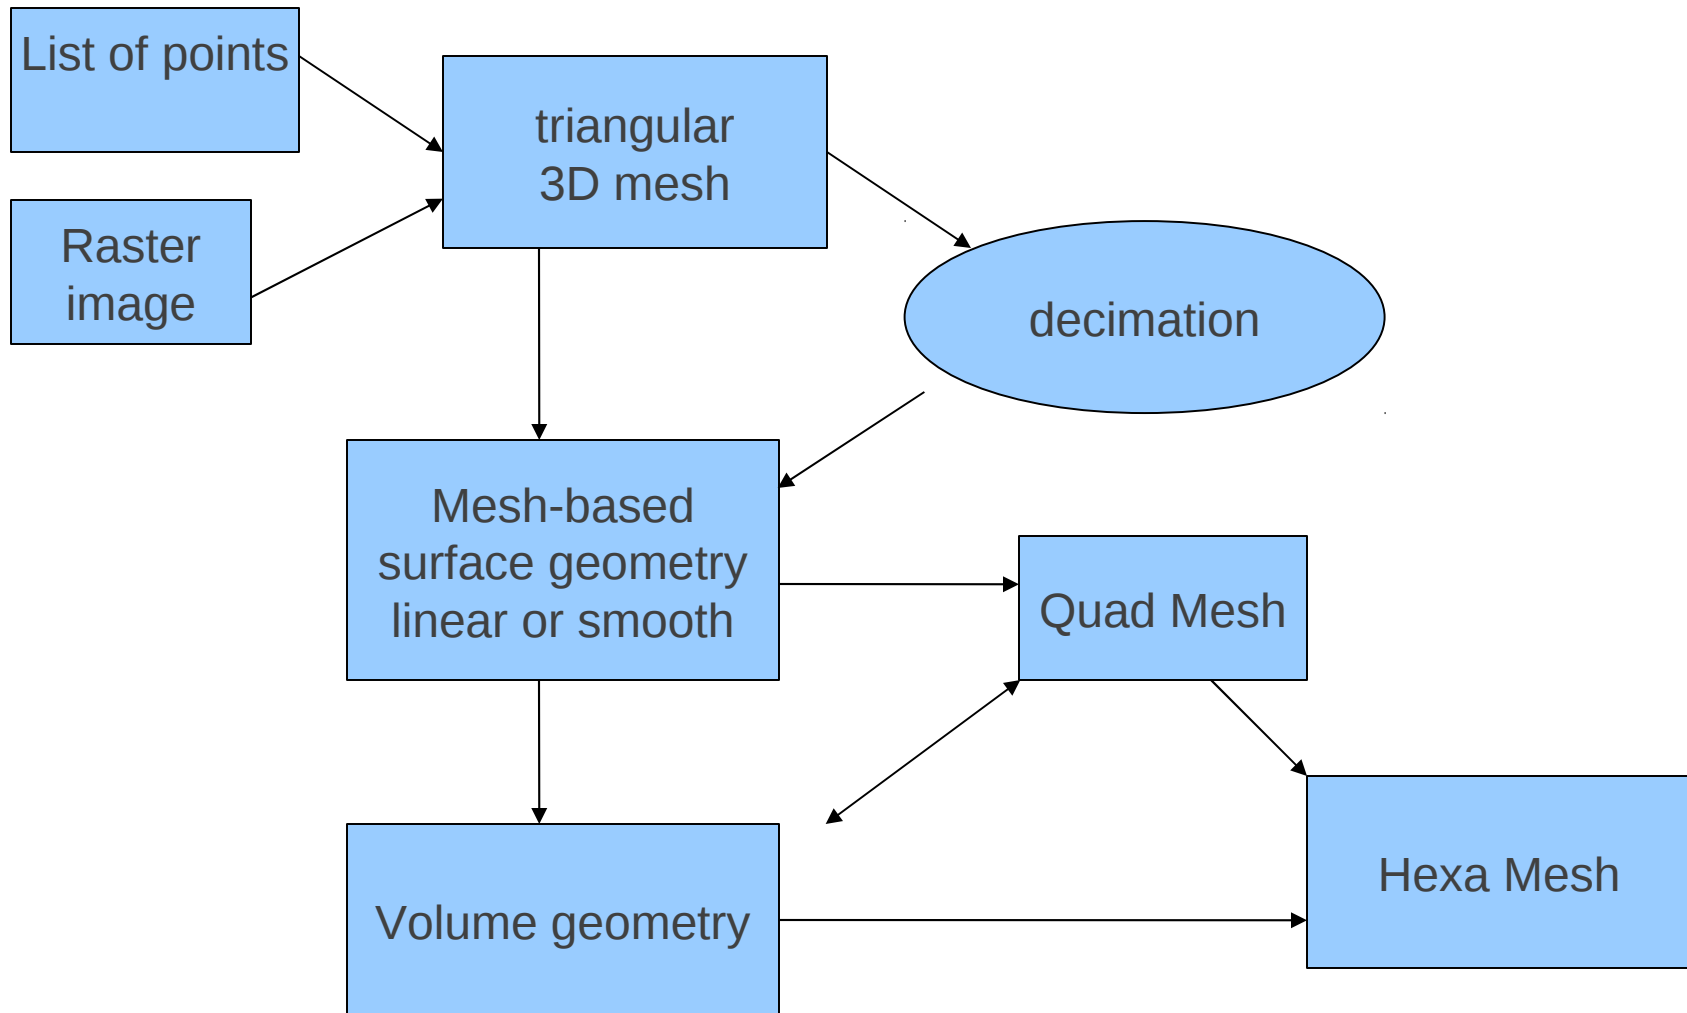 List of points
Raster
image
triangular
3D mesh
decimation
Mesh-based
surface geometry
linear or smooth
Quad Mesh
Volume geometry
Hexa Mesh